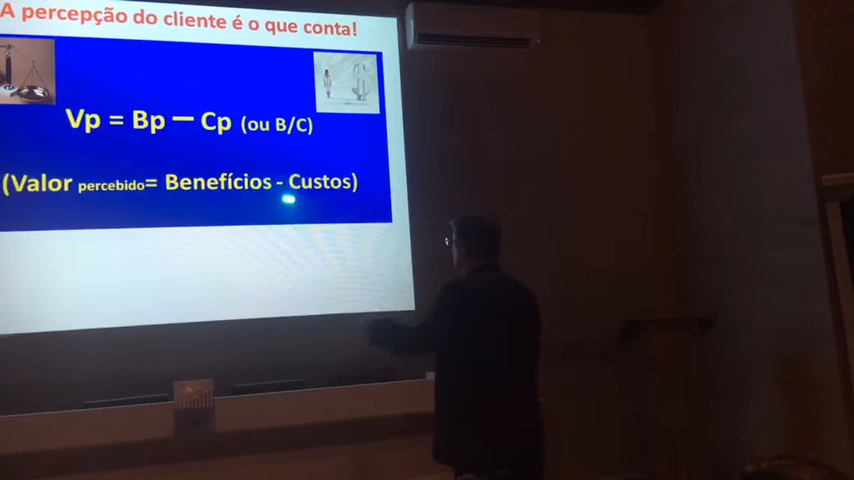 A percepção do cliente é o que conta!
Vp = Bp – Cp (ou B/C)
(Valor percebido= Benefícios - Custos)